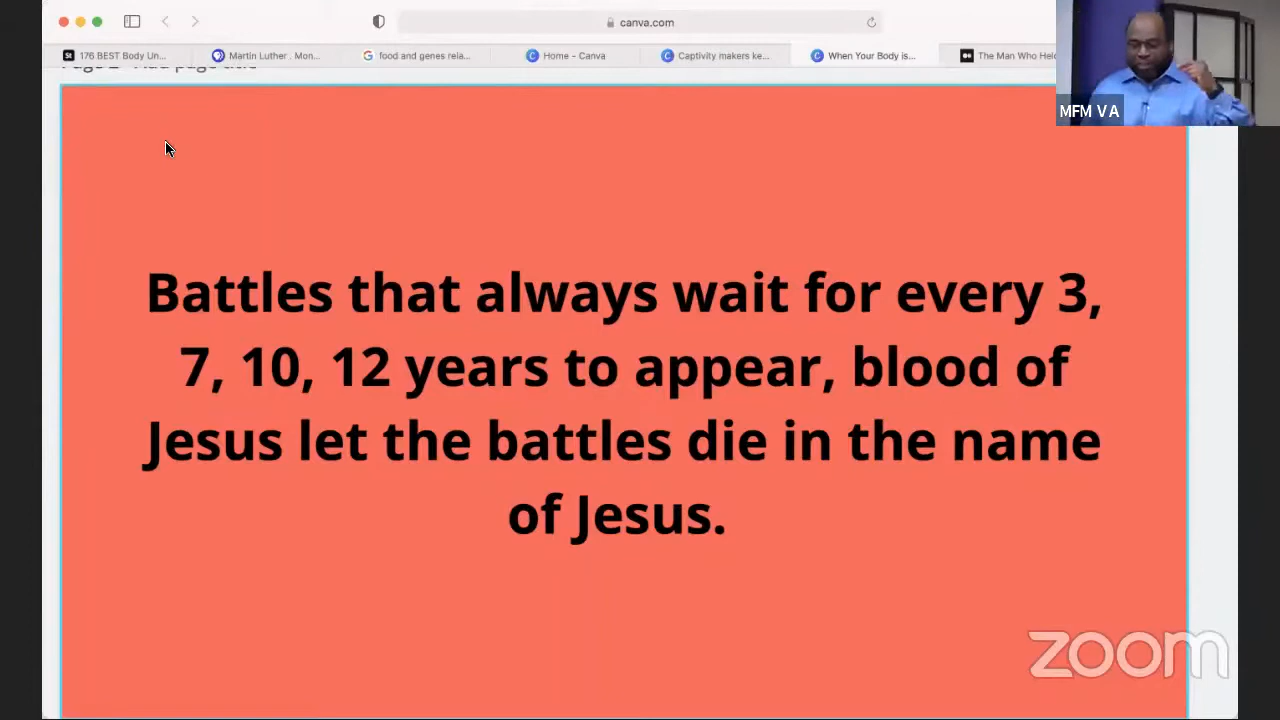 canva.com
176 BEST Body Un...
Martin Luther . Mon...
food and genes rela...
Home – Canva
Captivity makers ke...
When Your Body is...
The Man Who Held
MFM VA
Battles that always wait for every 3,
7, 10, 12 years to appear, blood of
Jesus let the battles die in the name
of Jesus.
zoom